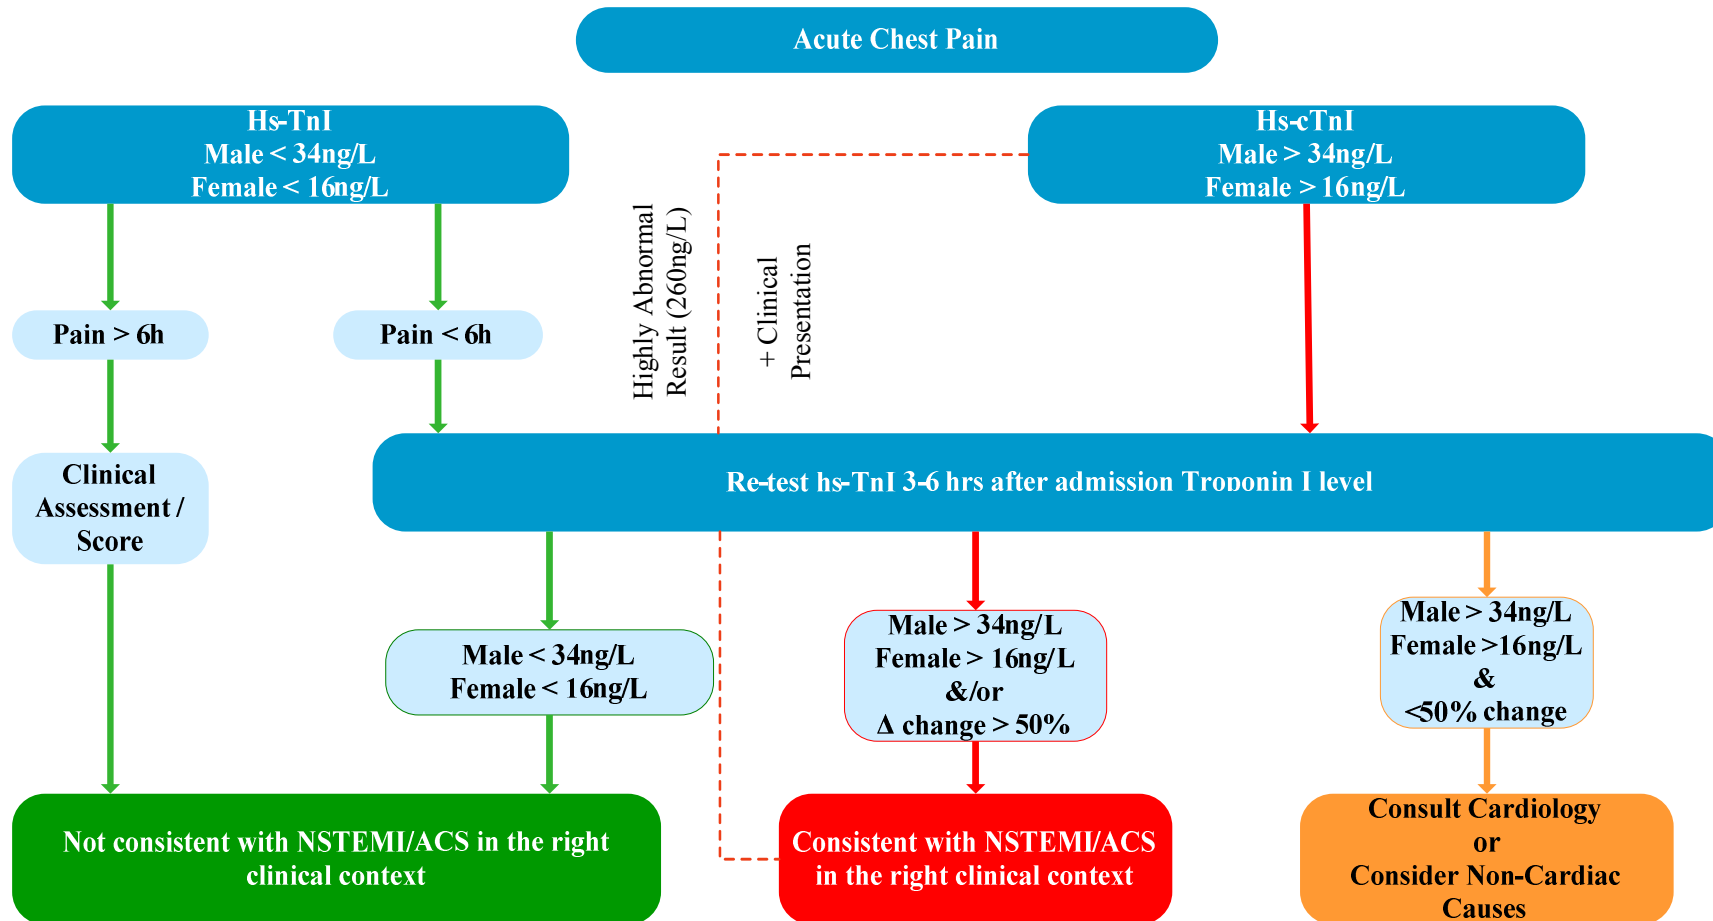 Acute Chest Pain
Hs-TnI
Male < 34ng/L
Female < 16ng/L
Hs-cTnI
Male > 34ng/L
Female > 16ng/L
Pain > 6h
Pain < 6h
Highly Abnormal
Result (260ng/L)
+ Clinical
Presentation
Clinical
Assessment /
Score
Re-test hs-TnI 3-6 hrs after admission Troponin I level
Male < 34ng/L
Female < 16ng/L
Male > 34ng/L
Female > 16ng/L
&/or
Δ change > 50%
Male > 34ng/L
Female >16ng/L
&
<50% change
Not consistent with NSTEMI/ACS in the right
clinical context
Consistent with NSTEMI/ACS
in the right clinical context
Consult Cardiology
or
Consider Non-Cardiac
Causes